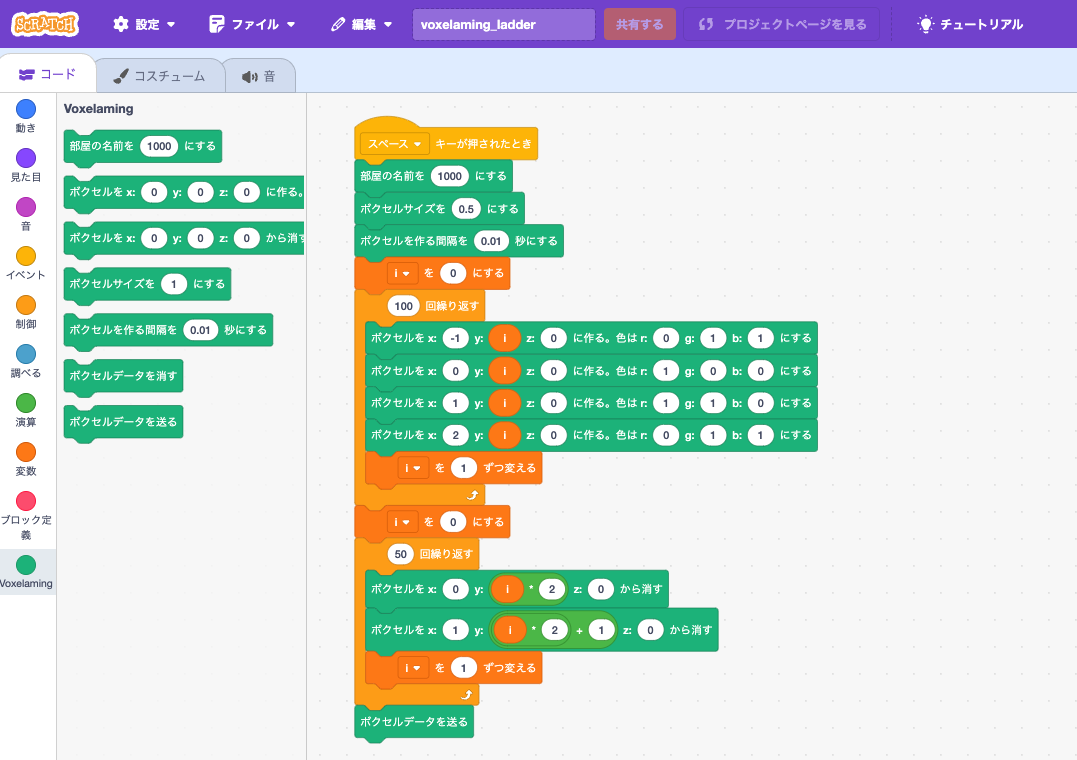 SCRATCH 設定 ファイル 編集 voxelaming_ladder 共有する プロジェクトページを見る チュートリアル
コード コスチューム 音
動き
見た目
音
イベント
制御
調べる
演算
変数
ブロック定
義
Voxelaming
Voxelaming
部屋の名前を 1000 にする
ボクセルを x: 0 y: 0 z: 0 に作る。
ボクセルを x: 0 y: 0 z: 0 から消す
ボクセルサイズを 1 にする
ボクセルを作る間隔を 0.01 秒にする
ボクセルデータを消す
ボクセルデータを送る
スペース キーが押されたとき
部屋の名前を 1000 にする
ボクセルサイズを 0.5 にする
ボクセルを作る間隔を 0.01 秒にする
i を 0 にする
100 回繰り返す
ボクセルを x: -1 y: i z: 0 に作る。色は r: 0 g: 1 b: 1 にする
ボクセルを x: 0 y: i z: 0 に作る。色は r: 1 g: 0 b: 0 にする
ボクセルを x: 1 y: i z: 0 に作る。色は r: 1 g: 1 b: 0 にする
ボクセルを x: 2 y: i z: 0 に作る。色は r: 0 g: 1 b: 1 にする
i を 1 ずつ変える
i を 0 にする
50 回繰り返す
ボクセルを x: 0 y: i * 2 z: 0 から消す
ボクセルを x: 1 y: i * 2 + 1 z: 0 から消す
i を 1 ずつ変える
ボクセルデータを送る